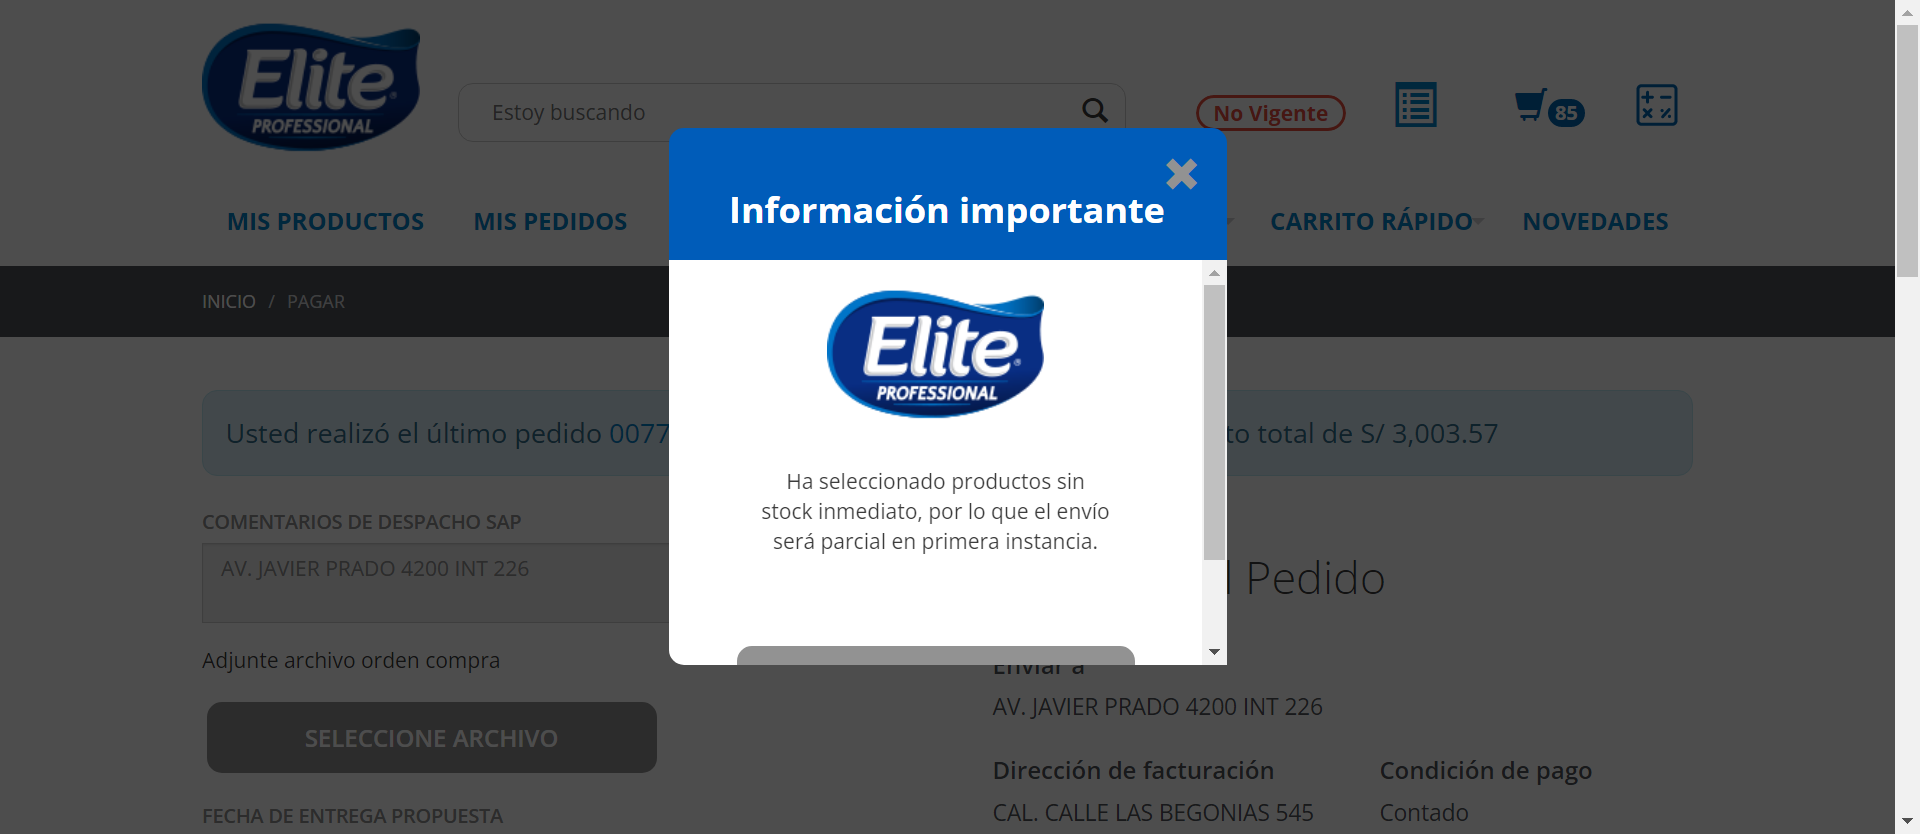 Elite
PROFESSIONAL
Estoy buscando
No Vigente
85
MIS PRODUCTOS
MIS PEDIDOS
CARRITO RÁPIDO
NOVEDADES
INICIO / PAGAR
Información importante
Elite
PROFESSIONAL
Ha seleccionado productos sin
stock inmediato, por lo que el envío
será parcial en primera instancia.
Usted realizó el último pedido 0077
to total de S/ 3,003.57
COMENTARIOS DE DESPACHO SAP
AV. JAVIER PRADO 4200 INT 226
Adjunte archivo orden compra
SELECCIONE ARCHIVO
FECHA DE ENTREGA PROPUESTA
l Pedido
Enviar a
AV. JAVIER PRADO 4200 INT 226
Dirección de facturación
CAL. CALLE LAS BEGONIAS 545
Condición de pago
Contado